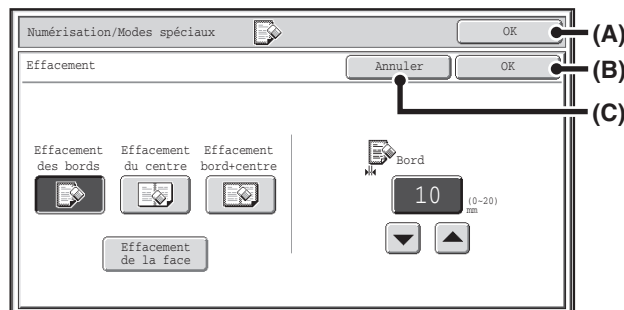 Numérisation/Modes spéciaux
OK
(A)
Effacement
Annuler
OK
(B)
(C)
Effacement
des bords
Effacement
du centre
Effacement
bord+centre
Effacement
de la face
Bord
10
(0~20)
mm